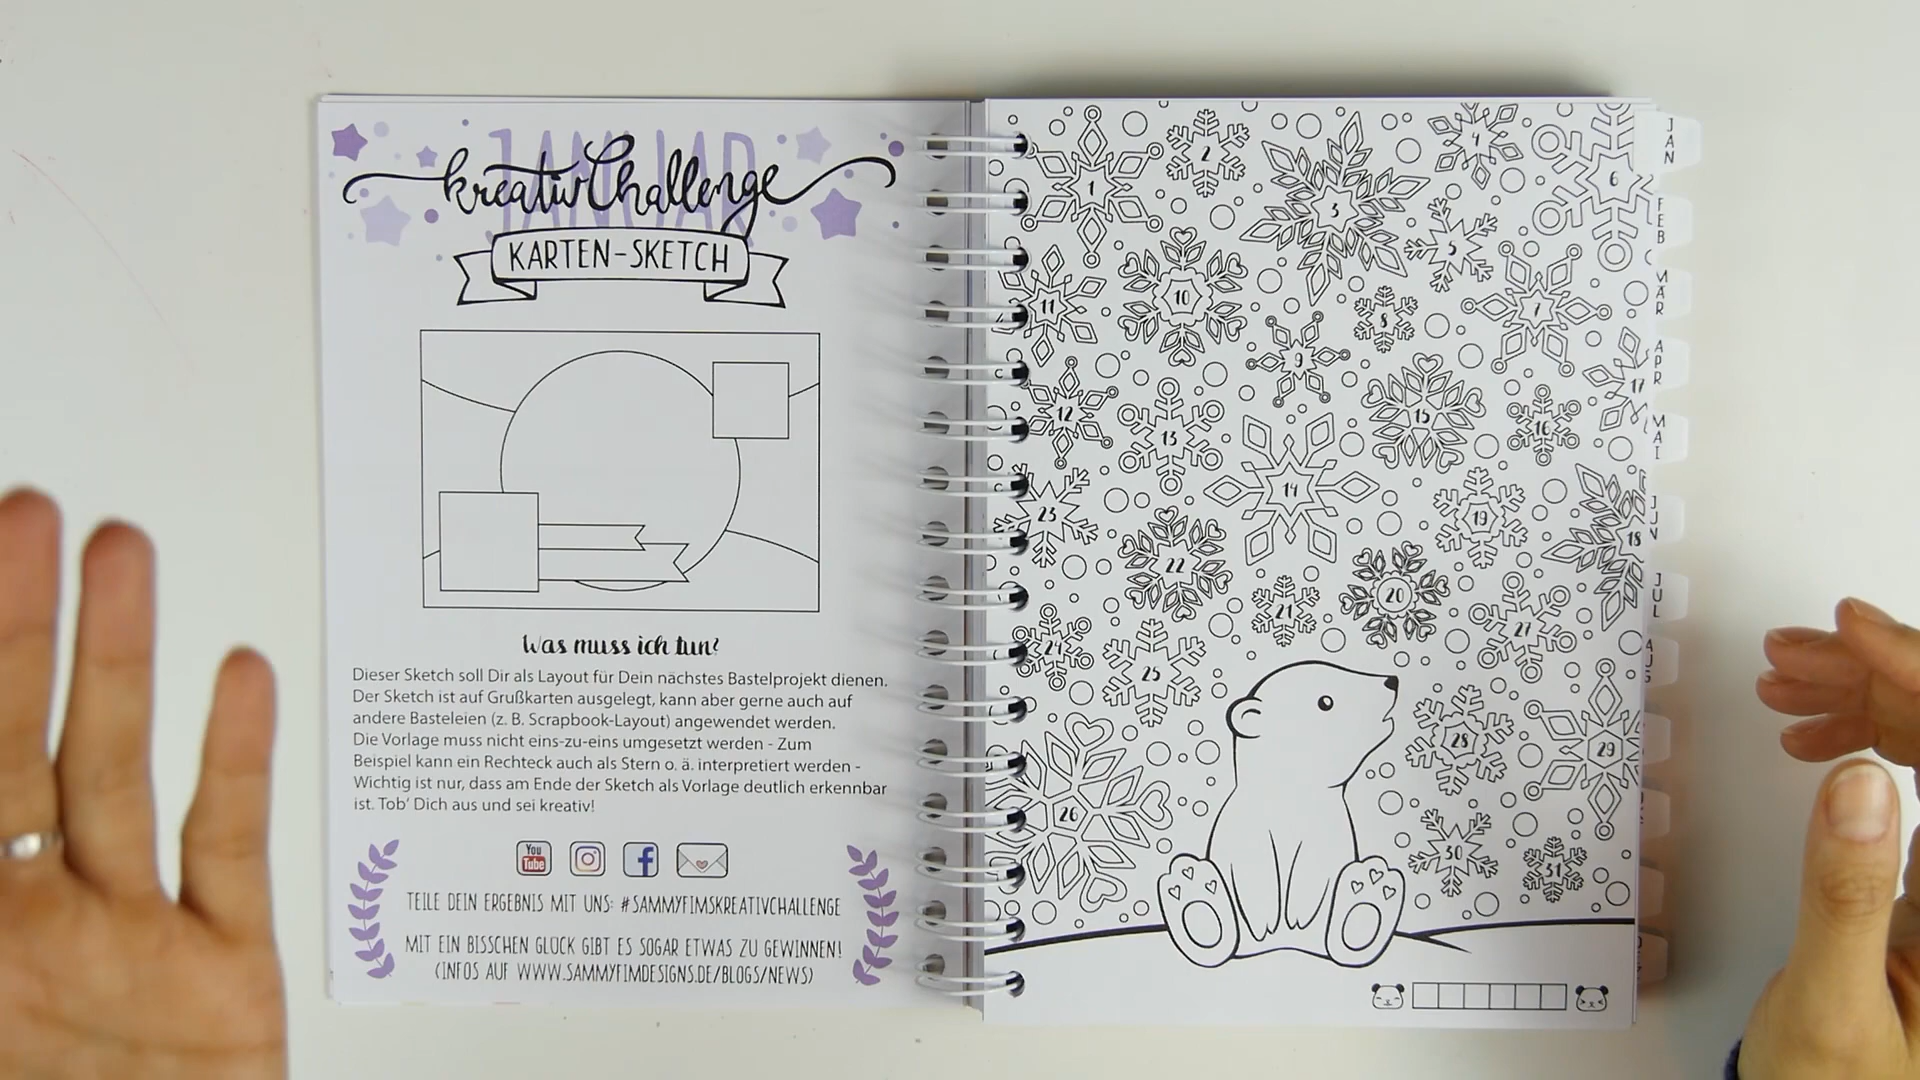 JANUAR
kreativChallenge
KARTEN-SKETCH
Was muss ich tun?
Dieser Sketch soll Dir als Layout für Dein nächstes Bastelprojekt dienen.
Der Sketch ist auf Grußkarten ausgelegt, kann aber gerne auch auf
andere Basteleien (z. B. Scrapbook-Layout) angewendet werden.
Die Vorlage muss nicht eins-zu-eins umgesetzt werden - Zum
Beispiel kann ein Rechteck auch als Stern o. ä. interpretiert werden -
Wichtig ist nur, dass am Ende der Sketch als Vorlage deutlich erkennbar
ist. Tob' Dich aus und sei kreativ!
You
Tube
TEILE DEIN ERGEBNIS MIT UNS: #SAMMYFIMSKREATIVCHALLENGE
MIT EIN BISSCHEN GLÜCK GIBT ES SOGAR ETWAS ZU GEWINNEN!
(INFOS AUF WWW.SAMMYFIMDESIGNS.DE/BLOGS/NEWS)
1
2
3
4
5
6
7
8
9
10
11
12
13
14
15
16
17
18
19
20
21
22
23
24
25
26
27
28
29
30
31
JAN
FEB
MÄR
APR
MAI
JUN
JUL
AUG